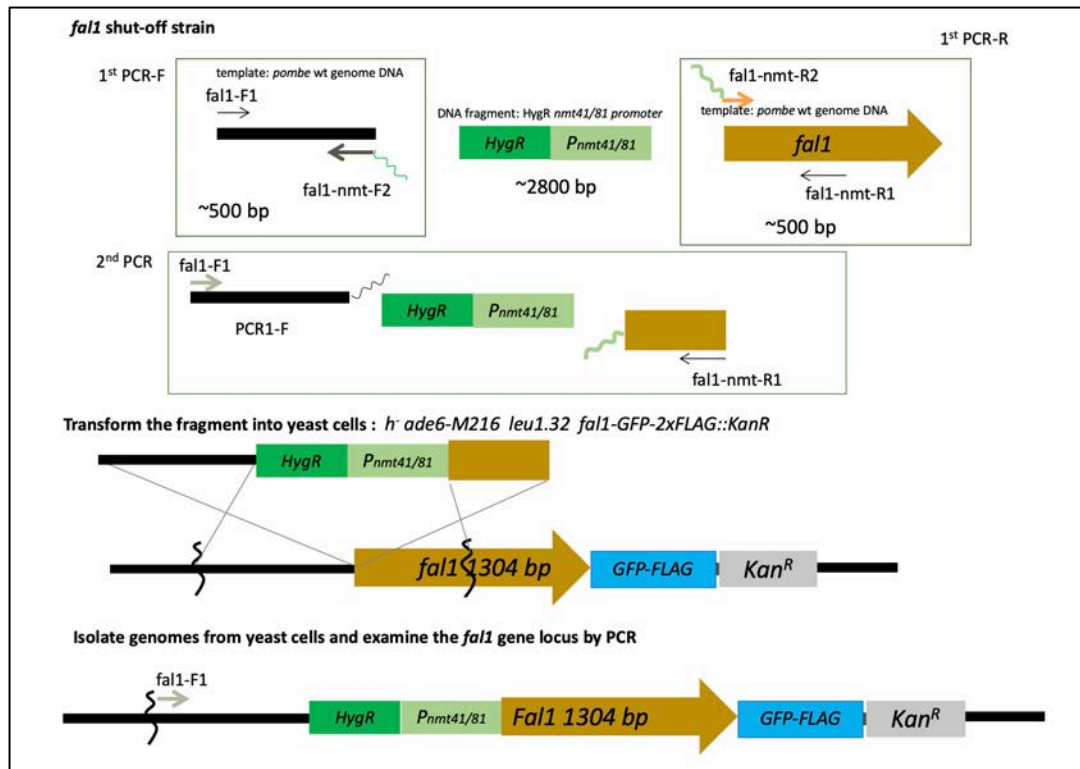 fal1 shut-off strain
1st PCR-R
1st PCR-F
template: pombe wt genome DNA
fal1-F1
fal1-nmt-F2
~500 bp
DNA fragment: HygR nmt41/81 promoter
HygR
Pnmt41/81
~2800 bp
fal1-nmt-R2
template: pombe wt genome DNA
fal1
fal1-nmt-R1
~500 bp
2nd PCR
fal1-F1
PCR1-F
HygR
Pnmt41/81
fal1-nmt-R1
Transform the fragment into yeast cells : h- ade6-M216 leu1.32 fal1-GFP-2xFLAG::KanR
HygR
Pnmt41/81
fal1 1304 bp
GFP-FLAG
KanR
Isolate genomes from yeast cells and examine the fal1 gene locus by PCR
fal1-F1
HygR
Pnmt41/81
Fal1 1304 bp
GFP-FLAG
KanR